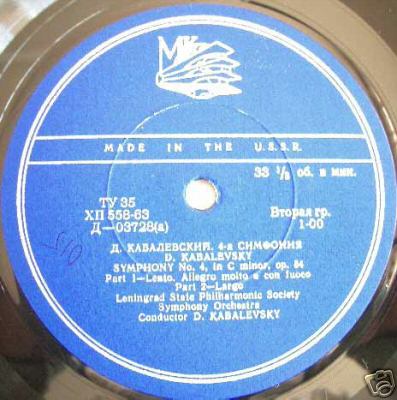 MK
MADE IN THE U.S.S.R.
33 1/3 об. в мин.
ТУ 35
ХП 558-63
Д—03728(а)
Вторая гр.
1-00
Д. КАБАЛЕВСКИЙ. 4-я СИМФОНИЯ
D. KABALEVSKY
SYMPHONY No. 4, in C minor, op. 54
Part 1—Lento. Allegro molto e con fuoco
Part 2—Largo
Leningrad State Philharmonic Society
Symphony Orchestra
Conductor D. KABALEVSKY